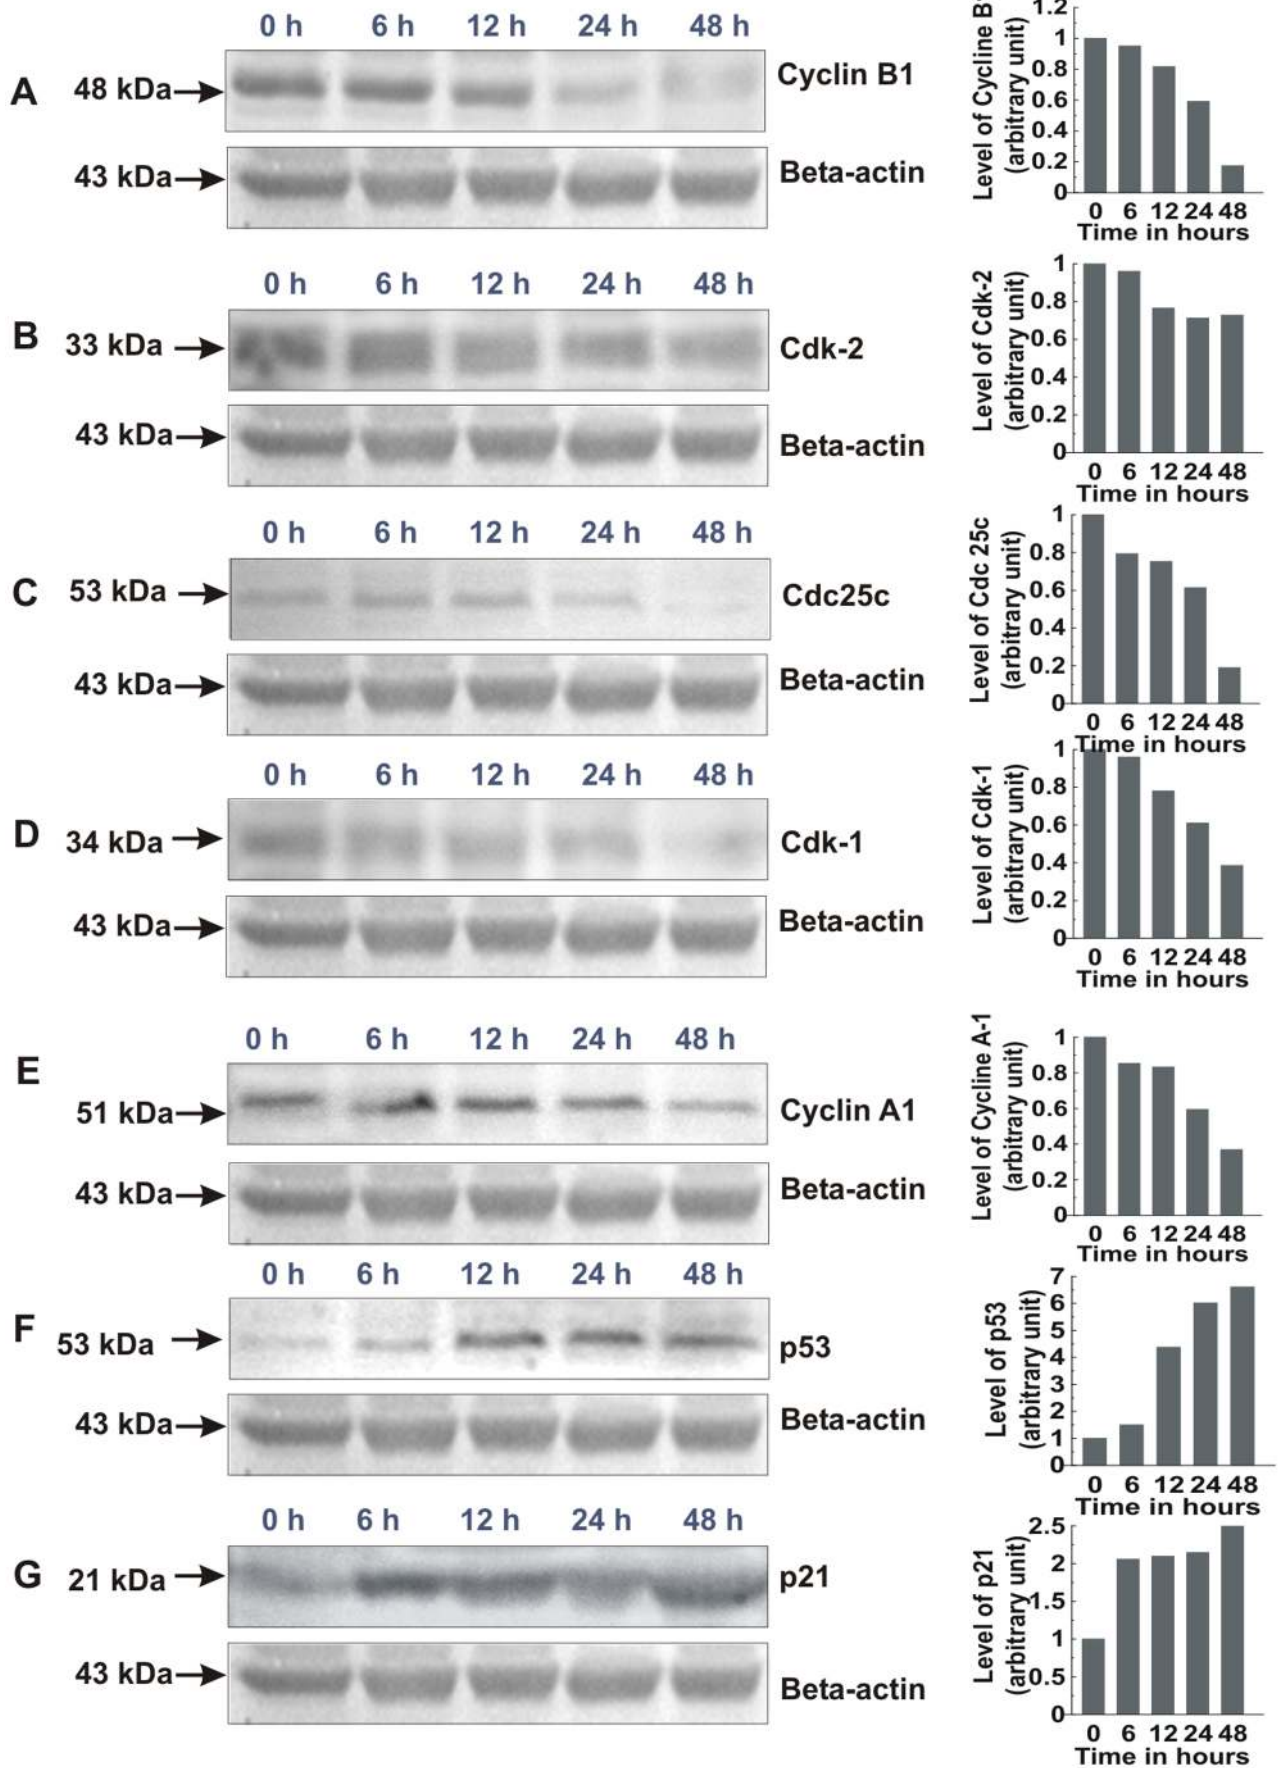 0 h 6 h 12 h 24 h 48 h
A 48 kDa Cyclin B1
43 kDa Beta-actin
Level of Cycline B
(arbitrary unit)
1.2
1
0.8
0.6
0.4
0.2
0
0 6 12 24 48
Time in hours
0 h 6 h 12 h 24 h 48 h
B 33 kDa Cdk-2
43 kDa Beta-actin
Level of Cdk-2
(arbitrary unit)
1
0.8
0.6
0.4
0.2
0
0 6 12 24 48
Time in hours
0 h 6 h 12 h 24 h 48 h
C 53 kDa Cdc25c
43 kDa Beta-actin
Level of Cdc 25c
(arbitrary unit)
1
0.8
0.6
0.4
0.2
0
0 6 12 24 48
Time in hours
0 h 6 h 12 h 24 h 48 h
D 34 kDa Cdk-1
43 kDa Beta-actin
Level of Cdk-1
(arbitrary unit)
1
0.8
0.6
0.4
0.2
0
0 6 12 24 48
Time in hours
0 h 6 h 12 h 24 h 48 h
E 51 kDa Cyclin A1
43 kDa Beta-actin
Level of Cycline A-1
(arbitrary unit)
1
0.8
0.6
0.4
0.2
0
0 6 12 24 48
Time in hours
0 h 6 h 12 h 24 h 48 h
F 53 kDa p53
43 kDa Beta-actin
Level of p53
(arbitrary unit)
7
6
5
4
3
2
1
0
0 6 12 24 48
Time in hours
0 h 6 h 12 h 24 h 48 h
G 21 kDa p21
43 kDa Beta-actin
Level of p21
(arbitrary unit)
2.5
2
1.5
1
0.5
0
0 6 12 24 48
Time in hours